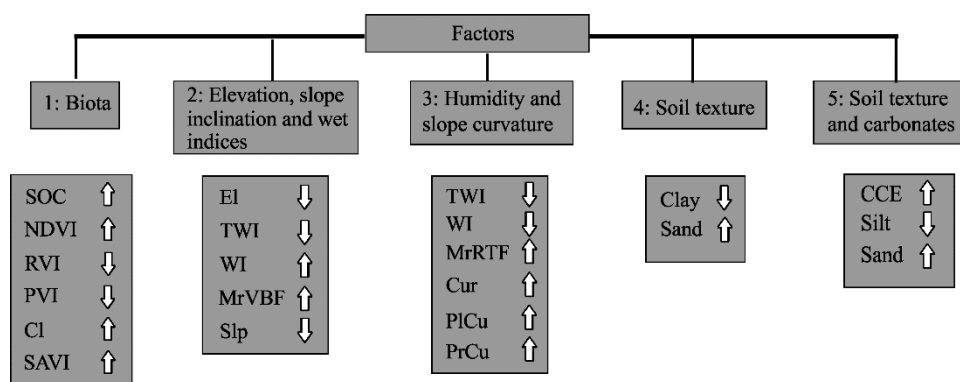 Factors
1: Biota
2: Elevation, slope
inclination and wet
indices
3: Humidity and
slope curvature
4: Soil texture
5: Soil texture
and carbonates
SOC ⇧
NDVI ⇧
RVI ⇩
PVI ⇩
Cl ⇧
SAVI ⇧
El ⇩
TWI ⇩
WI ⇧
MrVBF ⇧
Slp ⇩
TWI ⇩
WI ⇩
MrRTF ⇧
Cur ⇧
PlCu ⇧
PrCu ⇧
Clay ⇩
Sand ⇧
CCE ⇧
Silt ⇩
Sand ⇧